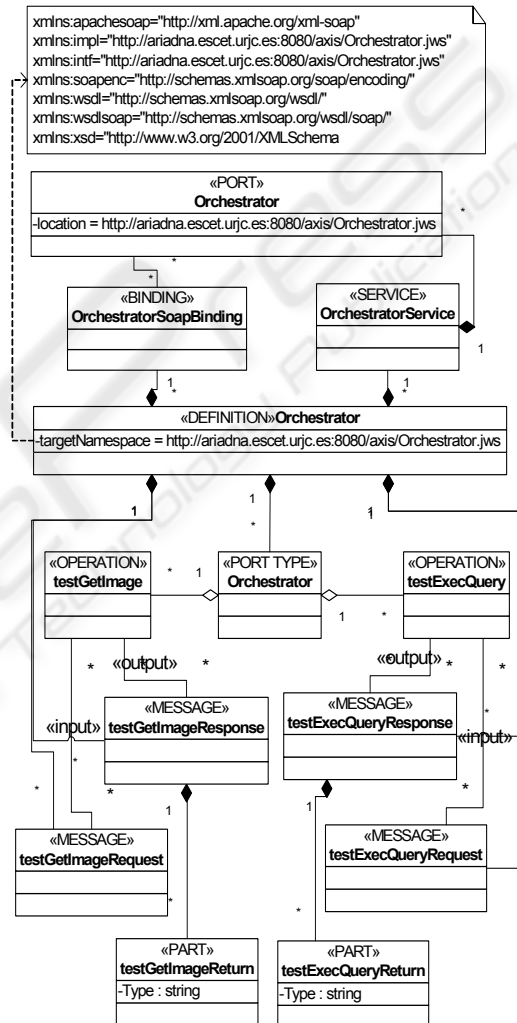 xmlns:apachesoap="http://xml.apache.org/xml-soap"
xmlns:impl="http://ariadna.escet.urjc.es:8080/axis/Orchestrator.jws"
xmlns:intf="http://ariadna.escet.urjc.es:8080/axis/Orchestrator.jws"
xmlns:soapenc="http://schemas.xmlsoap.org/soap/encoding/"
xmlns:wsdl="http://schemas.xmlsoap.org/wsdl/"
xmlns:wsdlsoap="http://schemas.xmlsoap.org/wsdl/soap/"
xmlns:xsd="http://www.w3.org/2001/XMLSchema
«PORT»
Orchestrator
-location = http://ariadna.escet.urjc.es:8080/axis/Orchestrator.jws
*
*
*
«BINDING»
OrchestratorSoapBinding
«SERVICE»
OrchestratorService
1
1
*
1
*
«DEFINITION»Orchestrator
-targetNamespace = http://ariadna.escet.urjc.es:8080/axis/Orchestrator.jws
1
1
1
*
«OPERATION»
testGetImage
* 1
«PORT TYPE»
Orchestrator
1 *
«OPERATION»
testExecQuery
* «output» *
*«output» * *
«MESSAGE»
testGetImageResponse
«input»
«MESSAGE»
testExecQueryResponse
*
«input»
*
* *
1
1
* *
«MESSAGE»
testGetImageRequest
«MESSAGE»
testExecQueryRequest
*
*
«PART»
testGetImageReturn
-Type : string
«PART»
testExecQueryReturn
-Type : string